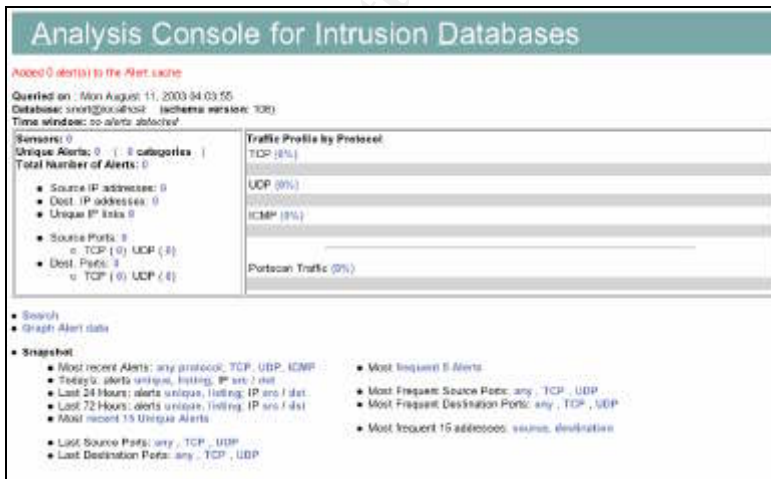 Analysis Console for Intrusion Databases
Added 0 alert(s) to the Alert cache
Queried on : Mon August 11, 2003 04:03:55
Database: snort@localhost (schema version: 106)
Time window: no alerts detected
Sensors: 0
Unique Alerts: 0 ( 0 categories )
Total Number of Alerts: 0
Source IP addresses: 0
Dest. IP addresses: 0
Unique IP links 0
Source Ports: 0
TCP ( 0) UDP ( 0)
Dest. Ports: 0
TCP ( 0) UDP ( 0)
Traffic Profile by Protocol
TCP (0%)
UDP (0%)
ICMP (0%)
Portscan Traffic (0%)
Search
Graph Alert data
Snapshot
Most recent Alerts: any protocol, TCP, UDP, ICMP
Today's: alerts unique, listing; IP src / dst
Last 24 Hours: alerts unique, listing; IP src / dst
Last 72 Hours: alerts unique, listing; IP src / dst
Most recent 15 Unique Alerts
Last Source Ports: any , TCP , UDP
Last Destination Ports: any , TCP , UDP
Most frequent 5 Alerts
Most Frequent Source Ports: any , TCP , UDP
Most Frequent Destination Ports: any , TCP , UDP
Most frequent 15 addresses: source, destination